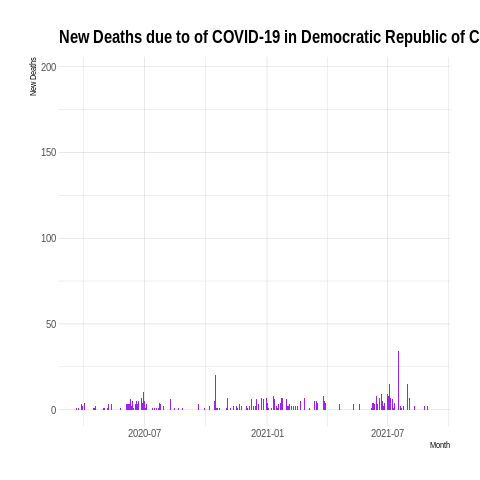 New Deaths due to of COVID-19 in Democratic Republic of C
New Deaths
200
150
100
50
0
2020-07 2021-01 2021-07
Month